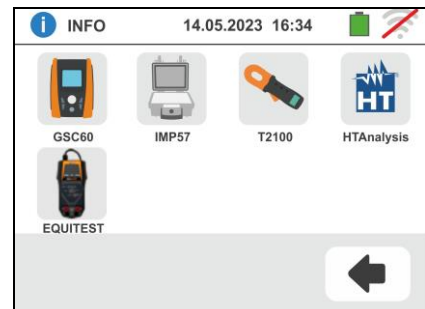 INFO 14.05.2023 16:34
HT
GSC60 IMP57 T2100 HTAnalysis
EQUITEST